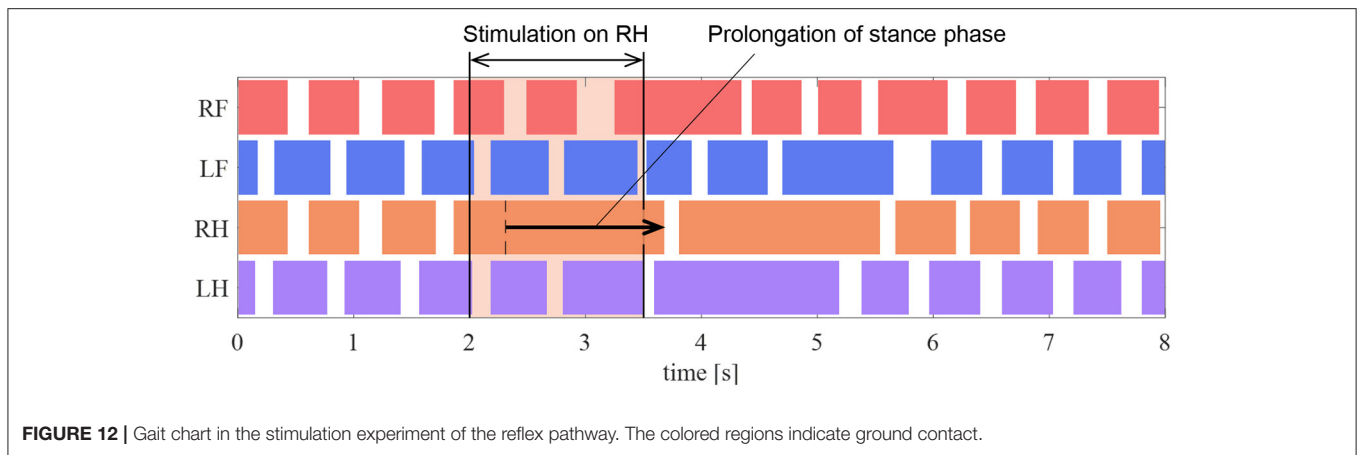 Stimulation on RH Prolongation of stance phase
RF
LF
RH
LH
0 1 2 3 4 5 6 7 8
time [s]
FIGURE 12 | Gait chart in the stimulation experiment of the reflex pathway. The colored regions indicate ground contact.